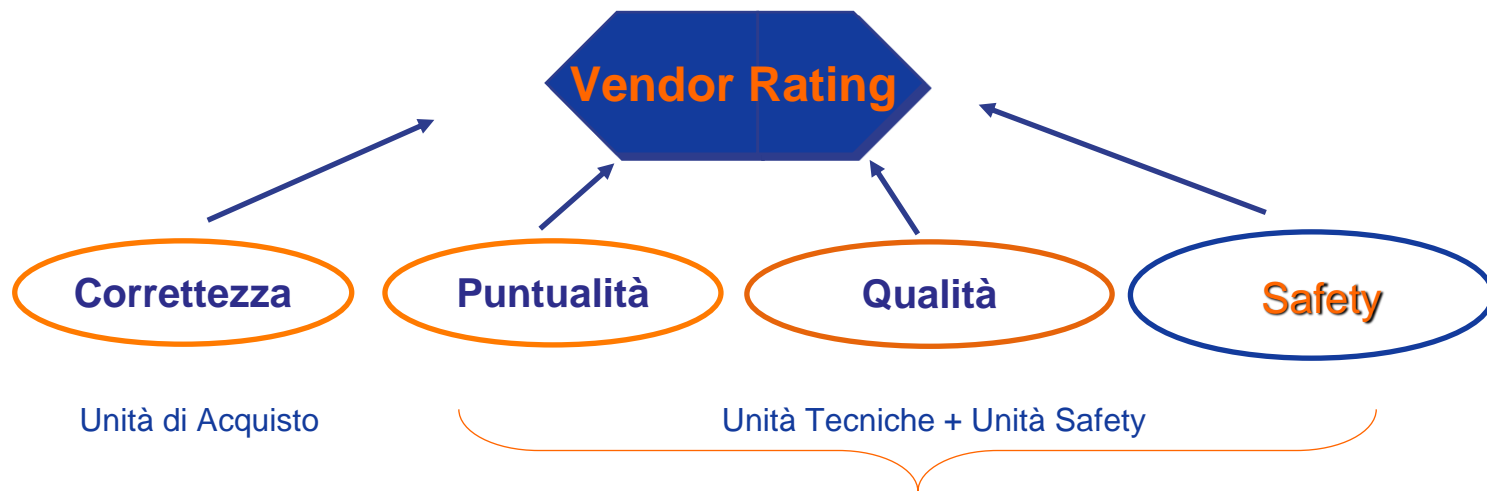 Vendor Rating
Correttezza
Puntualità
Qualità
Safety
Unità di Acquisto
Unità Tecniche + Unità Safety